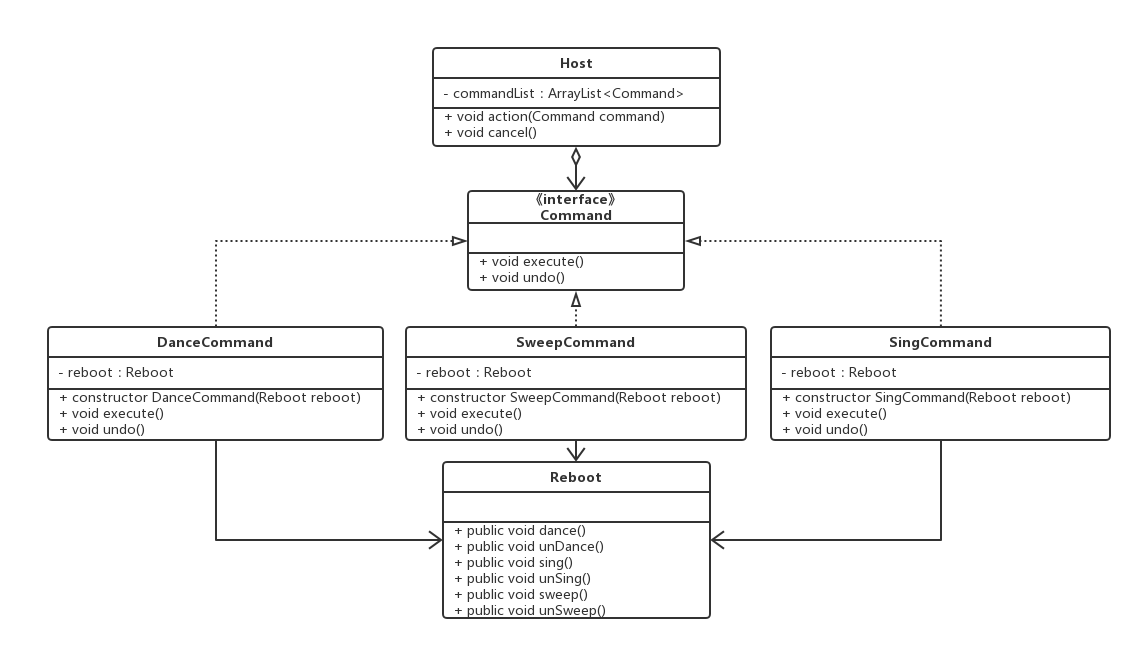 Host
- commandList : ArrayList<Command>
+ void action(Command command)
+ void cancel()
《interface》
Command
+ void execute()
+ void undo()
DanceCommand
- reboot : Reboot
+ constructor DanceCommand(Reboot reboot)
+ void execute()
+ void undo()
SweepCommand
- reboot : Reboot
+ constructor SweepCommand(Reboot reboot)
+ void execute()
+ void undo()
SingCommand
- reboot : Reboot
+ constructor SingCommand(Reboot reboot)
+ void execute()
+ void undo()
Reboot
+ public void dance()
+ public void unDance()
+ public void sing()
+ public void unSing()
+ public void sweep()
+ public void unSweep()